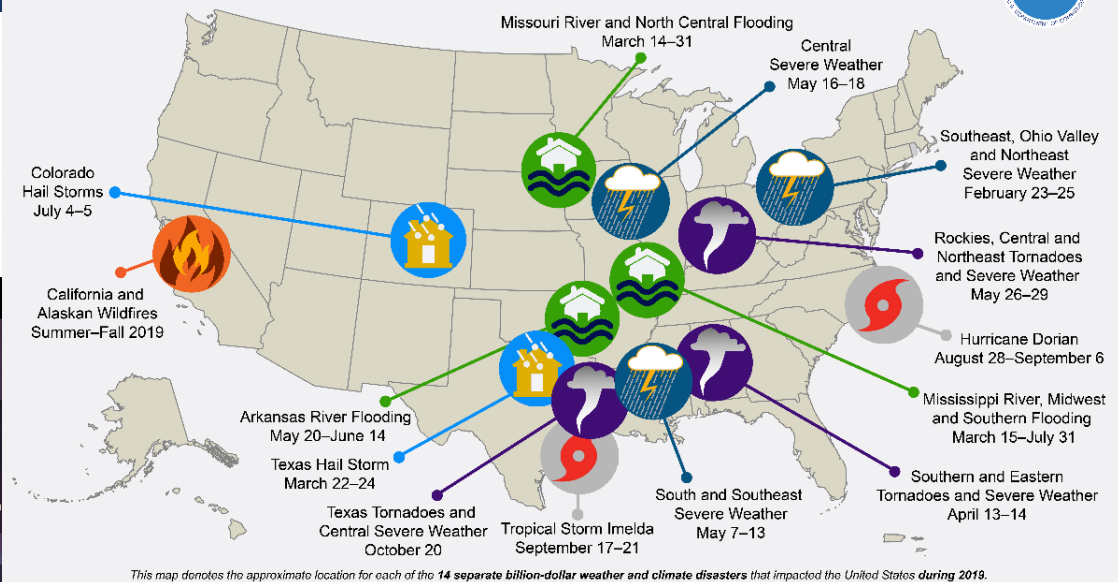 Missouri River and North Central Flooding
March 14–31
Central
Severe Weather
May 16–18
Southeast, Ohio Valley
and Northeast
Severe Weather
February 23–25
Colorado
Hail Storms
July 4–5
Rockies, Central and
Northeast Tornadoes
and Severe Weather
May 26–29
California and
Alaskan Wildfires
Summer–Fall 2019
Hurricane Dorian
August 28–September 6
Arkansas River Flooding
May 20–June 14
Mississippi River, Midwest
and Southern Flooding
March 15–July 31
Texas Hail Storm
March 22–24
Southern and Eastern
Tornadoes and Severe Weather
April 13–14
Texas Tornadoes and
Central Severe Weather
October 20
Tropical Storm Imelda
September 17–21
South and Southeast
Severe Weather
May 7–13
This map denotes the approximate location for each of the 14 separate billion-dollar weather and climate disasters that impacted the United States during 2019.